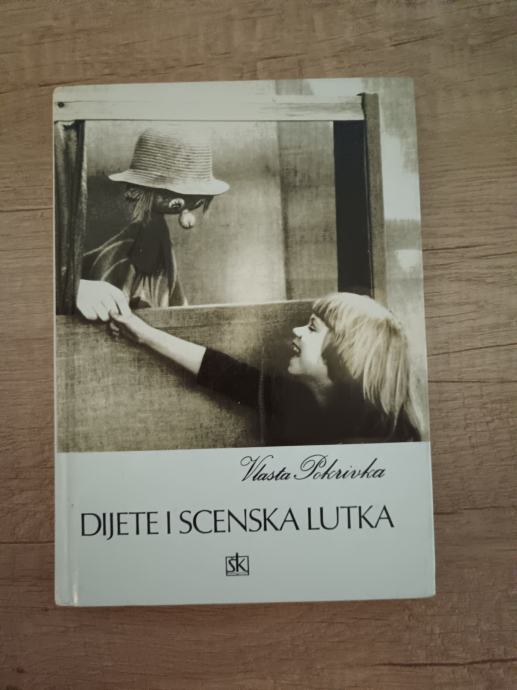 Vlasta Pokrivka
DIJETE I SCENSKA LUTKA
šk